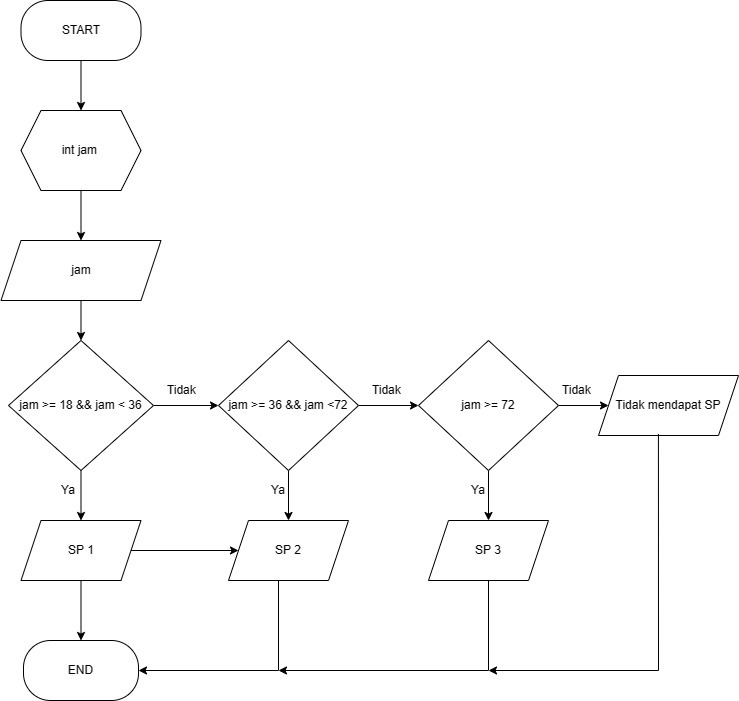 START
int jam
jam
jam >= 18 && jam < 36
Tidak
jam >= 36 && jam <72
Tidak
jam >= 72
Tidak
Tidak mendapat SP
Ya
Ya
Ya
SP 1
SP 2
SP 3
END